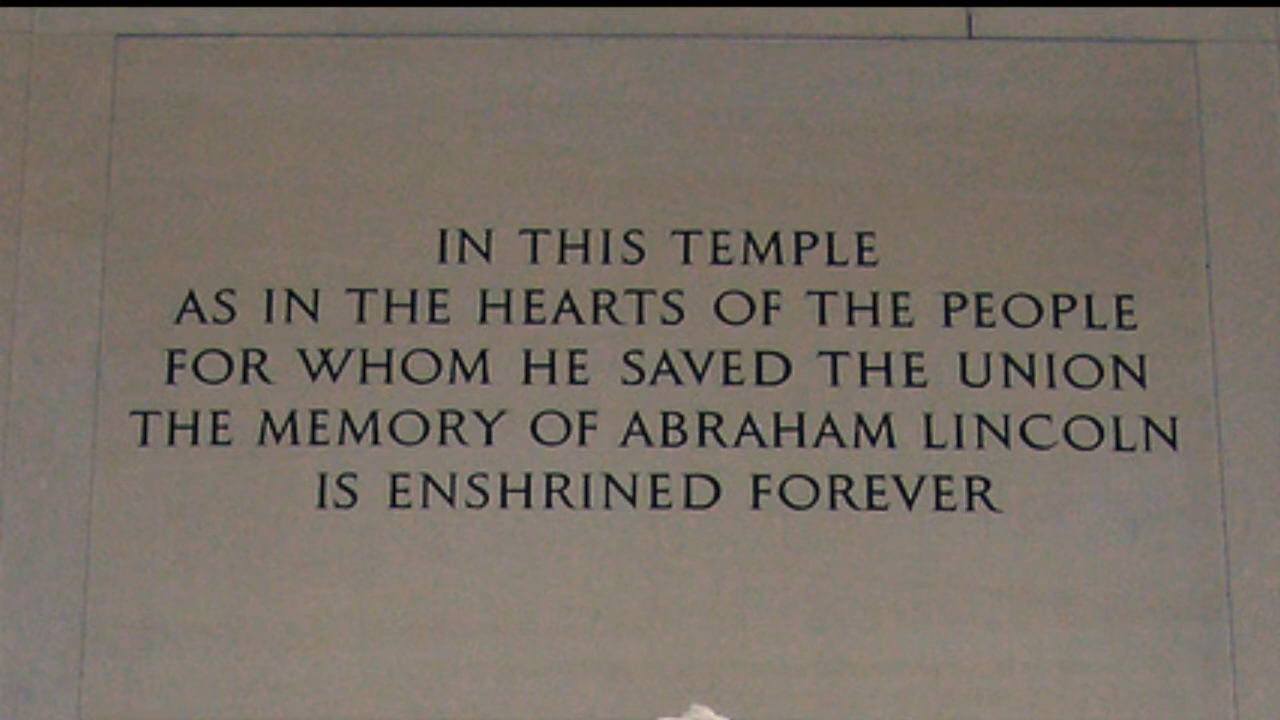 IN THIS TEMPLE
AS IN THE HEARTS OF THE PEOPLE
FOR WHOM HE SAVED THE UNION
THE MEMORY OF ABRAHAM LINCOLN
IS ENSHRINED FOREVER